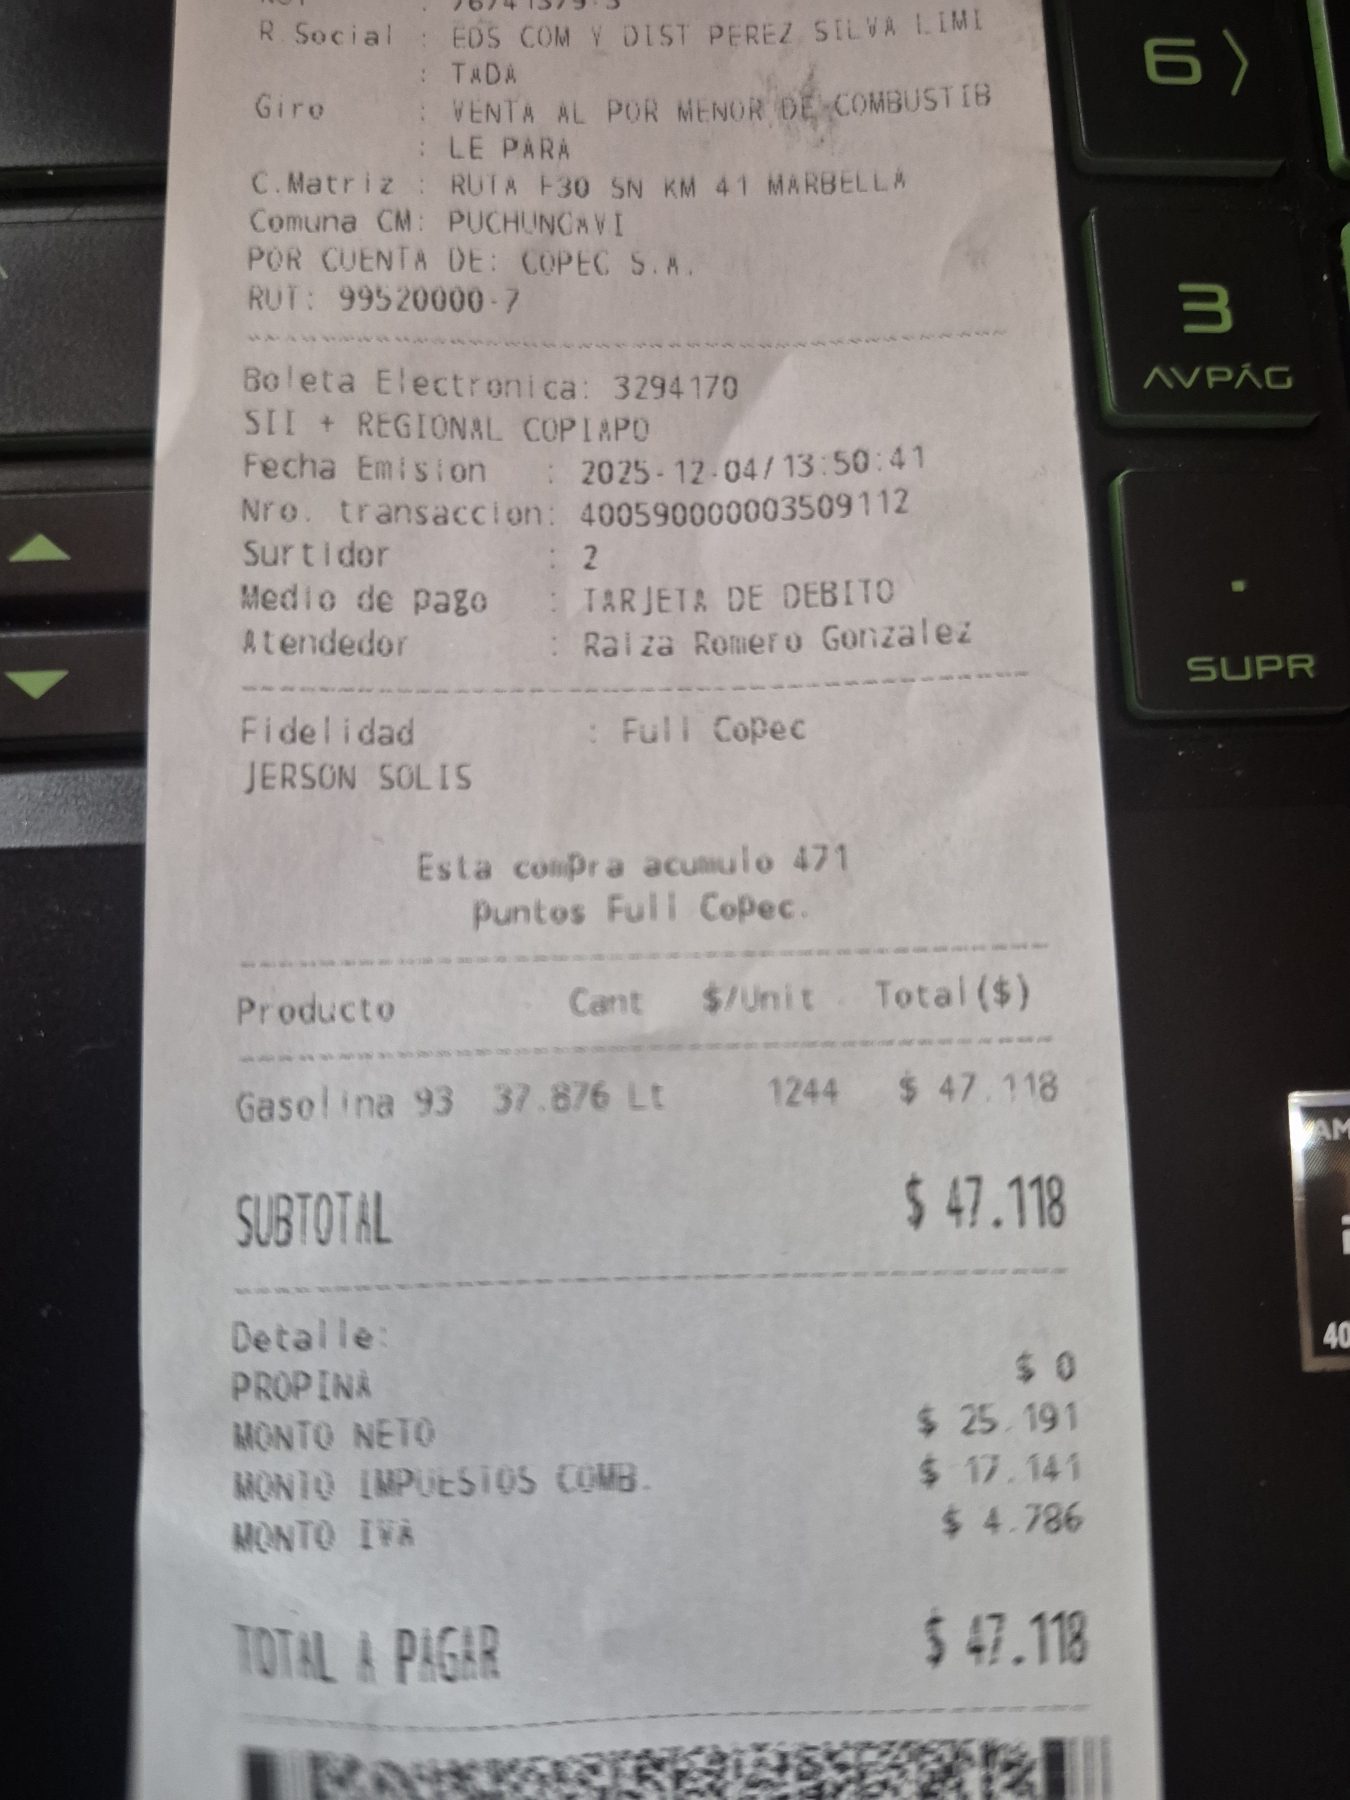 R.Social : EDS COM Y DIST PEREZ SILVA LIMI
: TADA
Giro : VENTA AL POR MENOR DE COMBUSTIB
: LE PARA
C.Matriz : RUTA F30 SN KM 41 MARBELLA
Comuna CM: PUCHUNCAVI
POR CUENTA DE: COPEC S.A.
RUT: 99520000-7
Boleta Electronica: 3294170
SII + REGIONAL COPIAPO
Fecha Emision : 2025-12-04/13:50:41
Nro. transaccion: 400590000003509112
Surtidor : 2
Medio de pago : TARJETA DE DEBITO
Atendedor : Raiza Romero Gonzalez
Fidelidad : Full Copec
JERSON SOLIS
Esta compra acumulo 471
puntos Full Copec.
Producto Cant $/Unit Total($)
Gasolina 93 37.876 Lt 1244 $ 47.118
SUBTOTAL $ 47.118
Detalle:
PROPINA $ 0
MONTO NETO $ 25.191
MONTO IMPUESTOS COMB. $ 17.141
MONTO IVA $ 4.786
TOTAL A PAGAR $ 47.118
6
3
AVPÁG
.
SUPR
AM
40